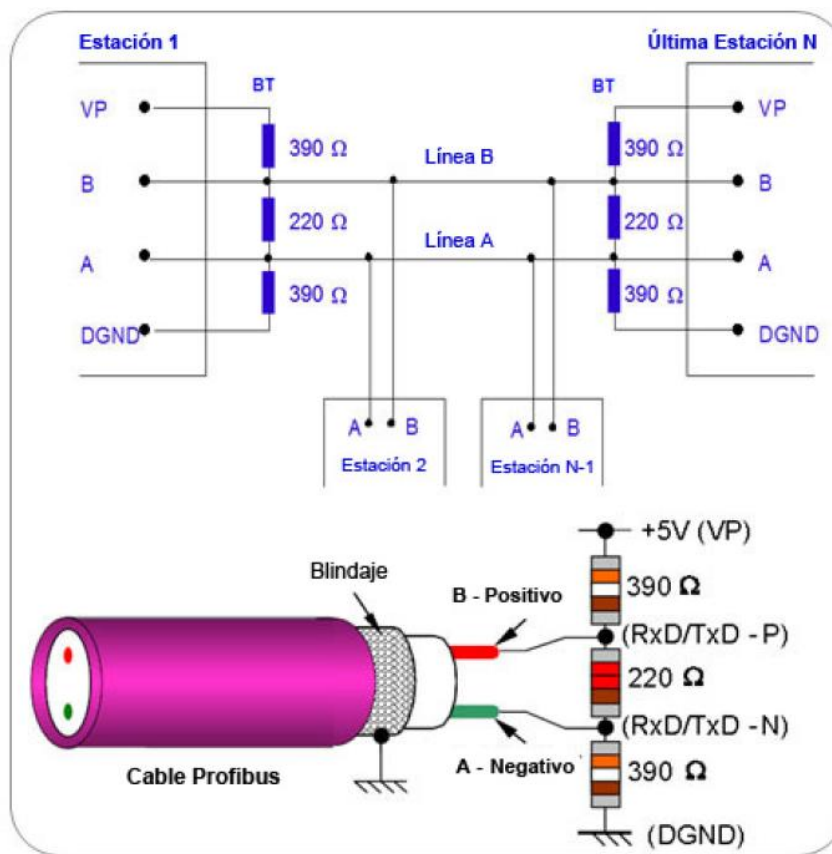 Estación 1
Última Estación N
VP
BT
BT
VP
390 Ω
390 Ω
B
Línea B
B
220 Ω
220 Ω
A
Línea A
A
390 Ω
390 Ω
DGND
DGND
A
B
A
B
Estación 2
Estación N-1
+5V (VP)
Blindaje
390 Ω
B - Positivo
(RxD/TxD - P)
220 Ω
(RxD/TxD - N)
Cable Profibus
A - Negativo
390 Ω
(DGND)